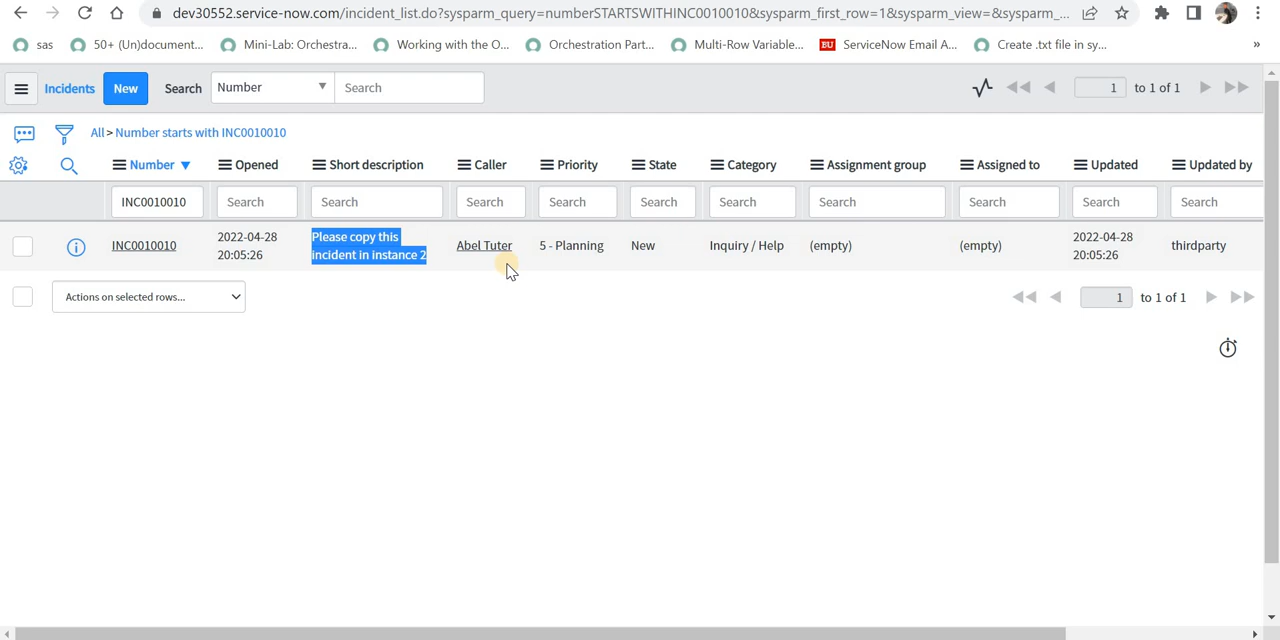 dev30552.service-now.com/incident_list.do?sysparm_query=numberSTARTSWITHINC0010010&sysparm_first_row=1&sysparm_view=&sysparm_...
sas 50+ (Un)document... Mini-Lab: Orchestra... Working with the O... Orchestration Part... Multi-Row Variable... EU ServiceNow Email A... Create .txt file in sy... »
Incidents New Search Number Search 1 to 1 of 1
All > Number starts with INC0010010
Number Opened Short description Caller Priority State Category Assignment group Assigned to Updated Updated by
INC0010010 Search Search Search Search Search Search Search Search Search Search
INC0010010 2022-04-28 20:05:26 Please copy this incident in instance 2 Abel Tuter 5 - Planning New Inquiry / Help (empty) (empty) 2022-04-28 20:05:26 thirdparty
Actions on selected rows... 1 to 1 of 1